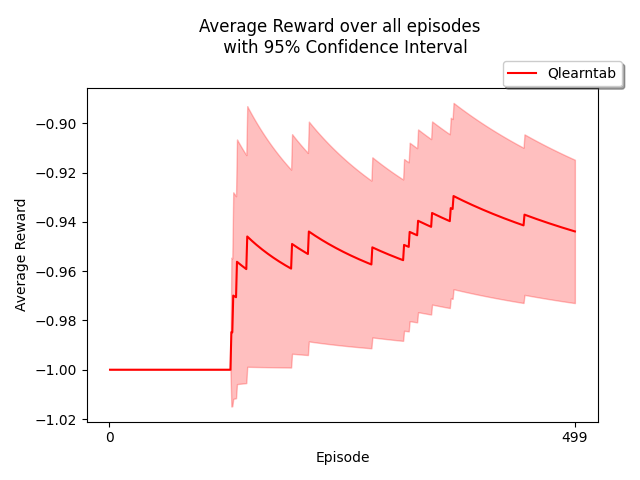 Average Reward over all episodes
with 95% Confidence Interval
Qlearntab
Average Reward
−0.90
−0.92
−0.94
−0.96
−0.98
−1.00
−1.02
0
499
Episode